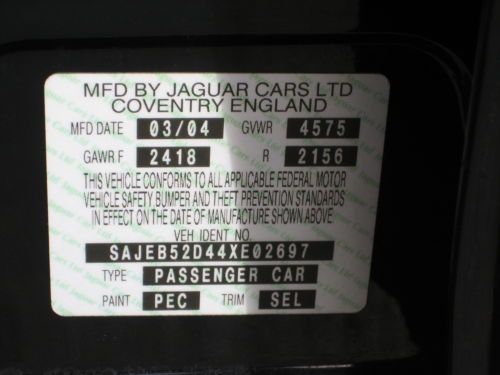 MFD BY JAGUAR CARS LTD
COVENTRY ENGLAND
MFD DATE 03/04 GVWR 4575
GAWR F 2418 R 2156
THIS VEHICLE CONFORMS TO ALL APPLICABLE FEDERAL MOTOR
VEHICLE SAFETY BUMPER AND THEFT PREVENTION STANDARDS
IN EFFECT ON THE DATE OF MANUFACTURE SHOWN ABOVE
VEH IDENT NO
SAJEB52D44XE02697
TYPE PASSENGER CAR
PAINT PEC TRIM SEL